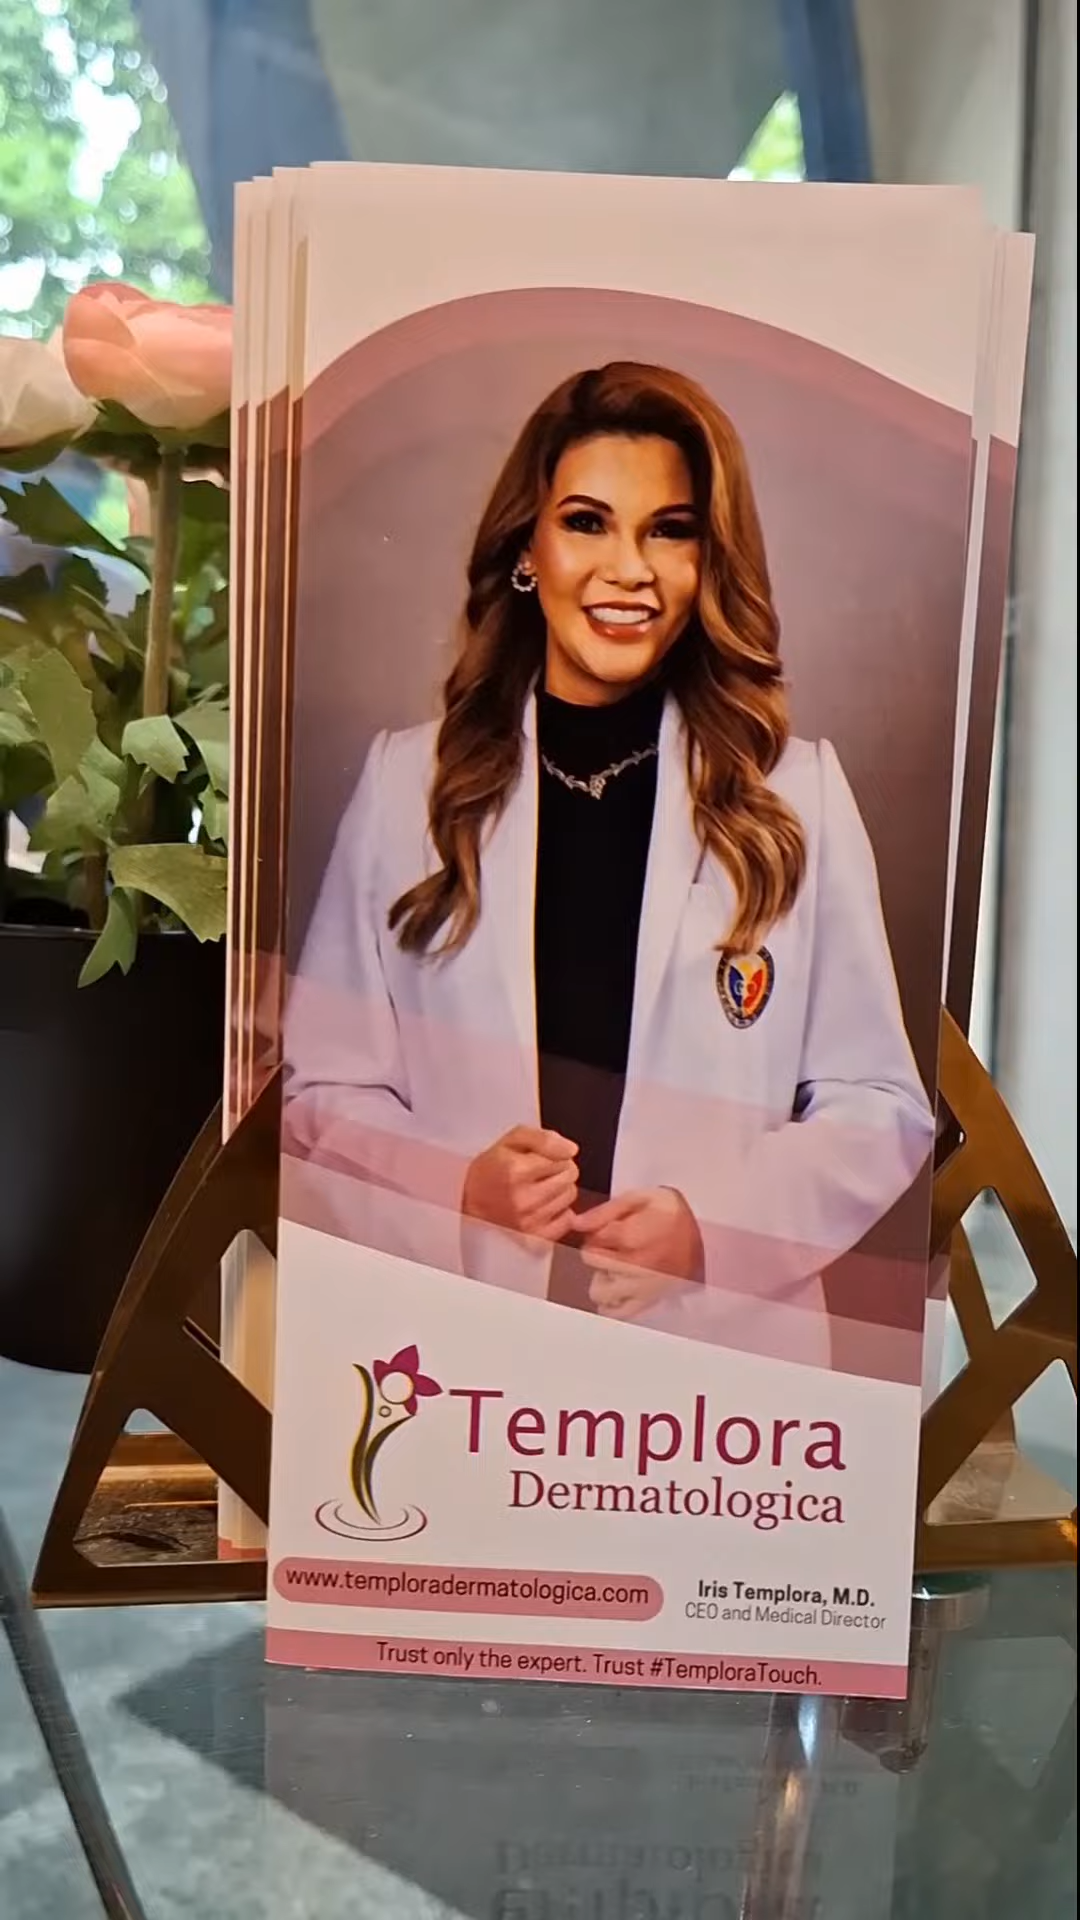 Templora
Dermatologica
www.temploradermatologica.com
Iris Templora, M.D.
CEO and Medical Director
Trust only the expert. Trust #TemploraTouch.